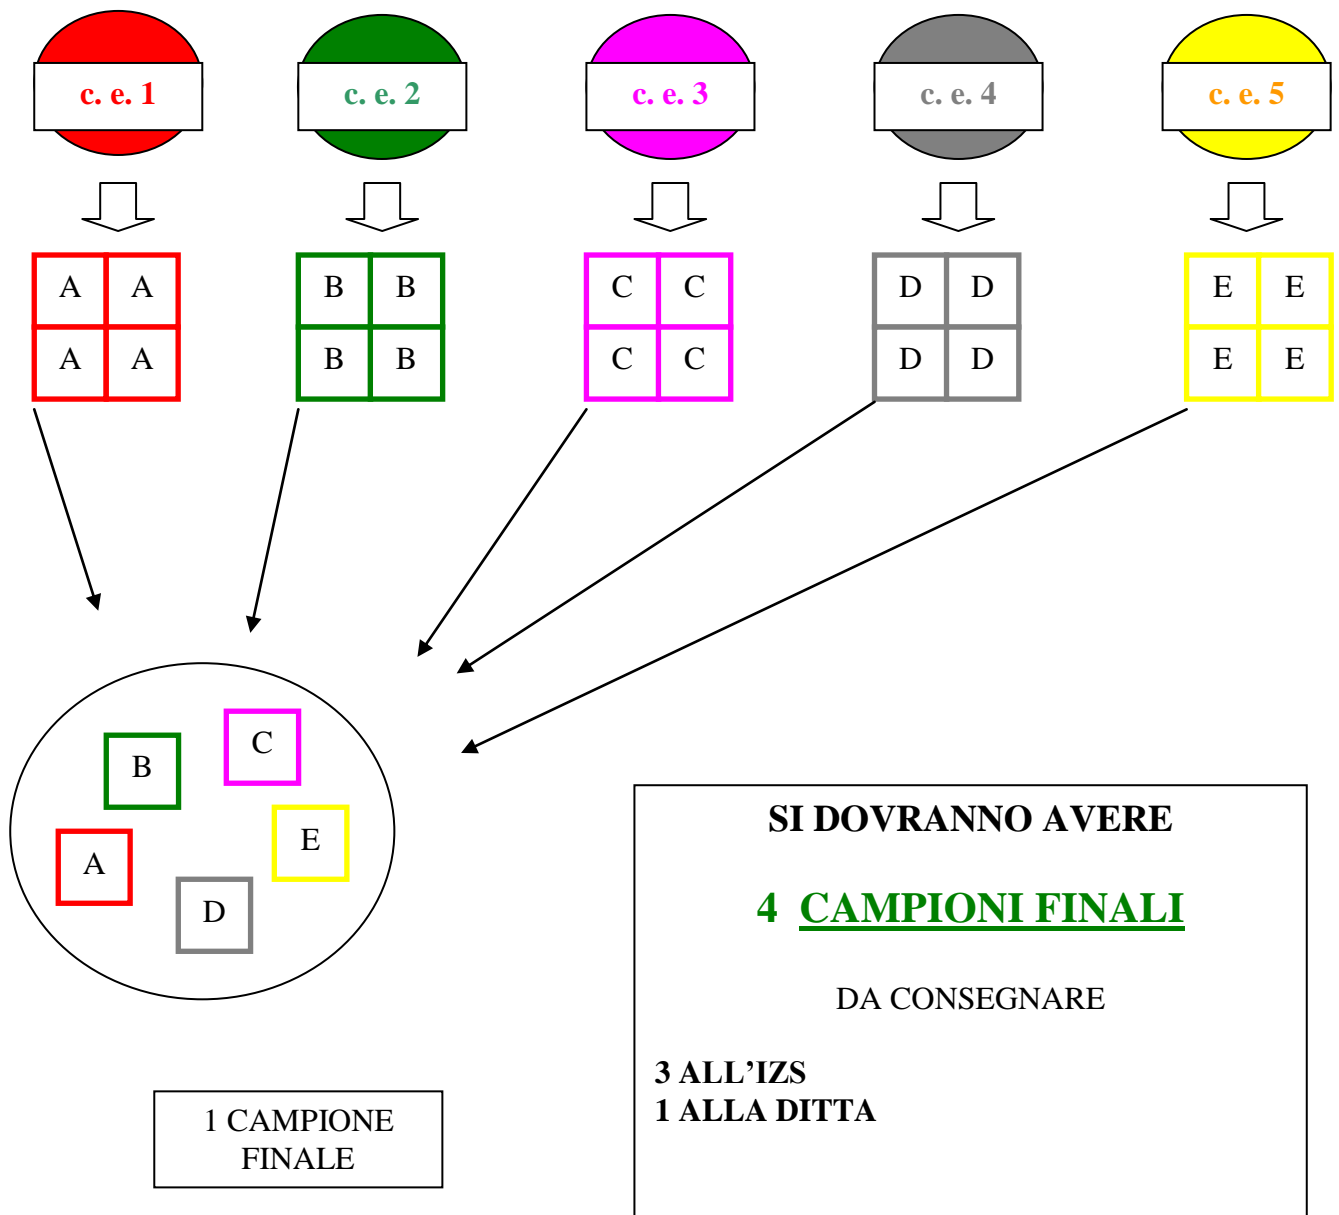 c. e. 1 c. e. 2 c. e. 3 c. e. 4 c. e. 5
A A B B C C D D E E
A A B B C C D D E E
C
B
E
A
D
SI DOVRANNO AVERE
4 CAMPIONI FINALI
DA CONSEGNARE
3 ALL’IZS
1 ALLA DITTA
1 CAMPIONE
FINALE